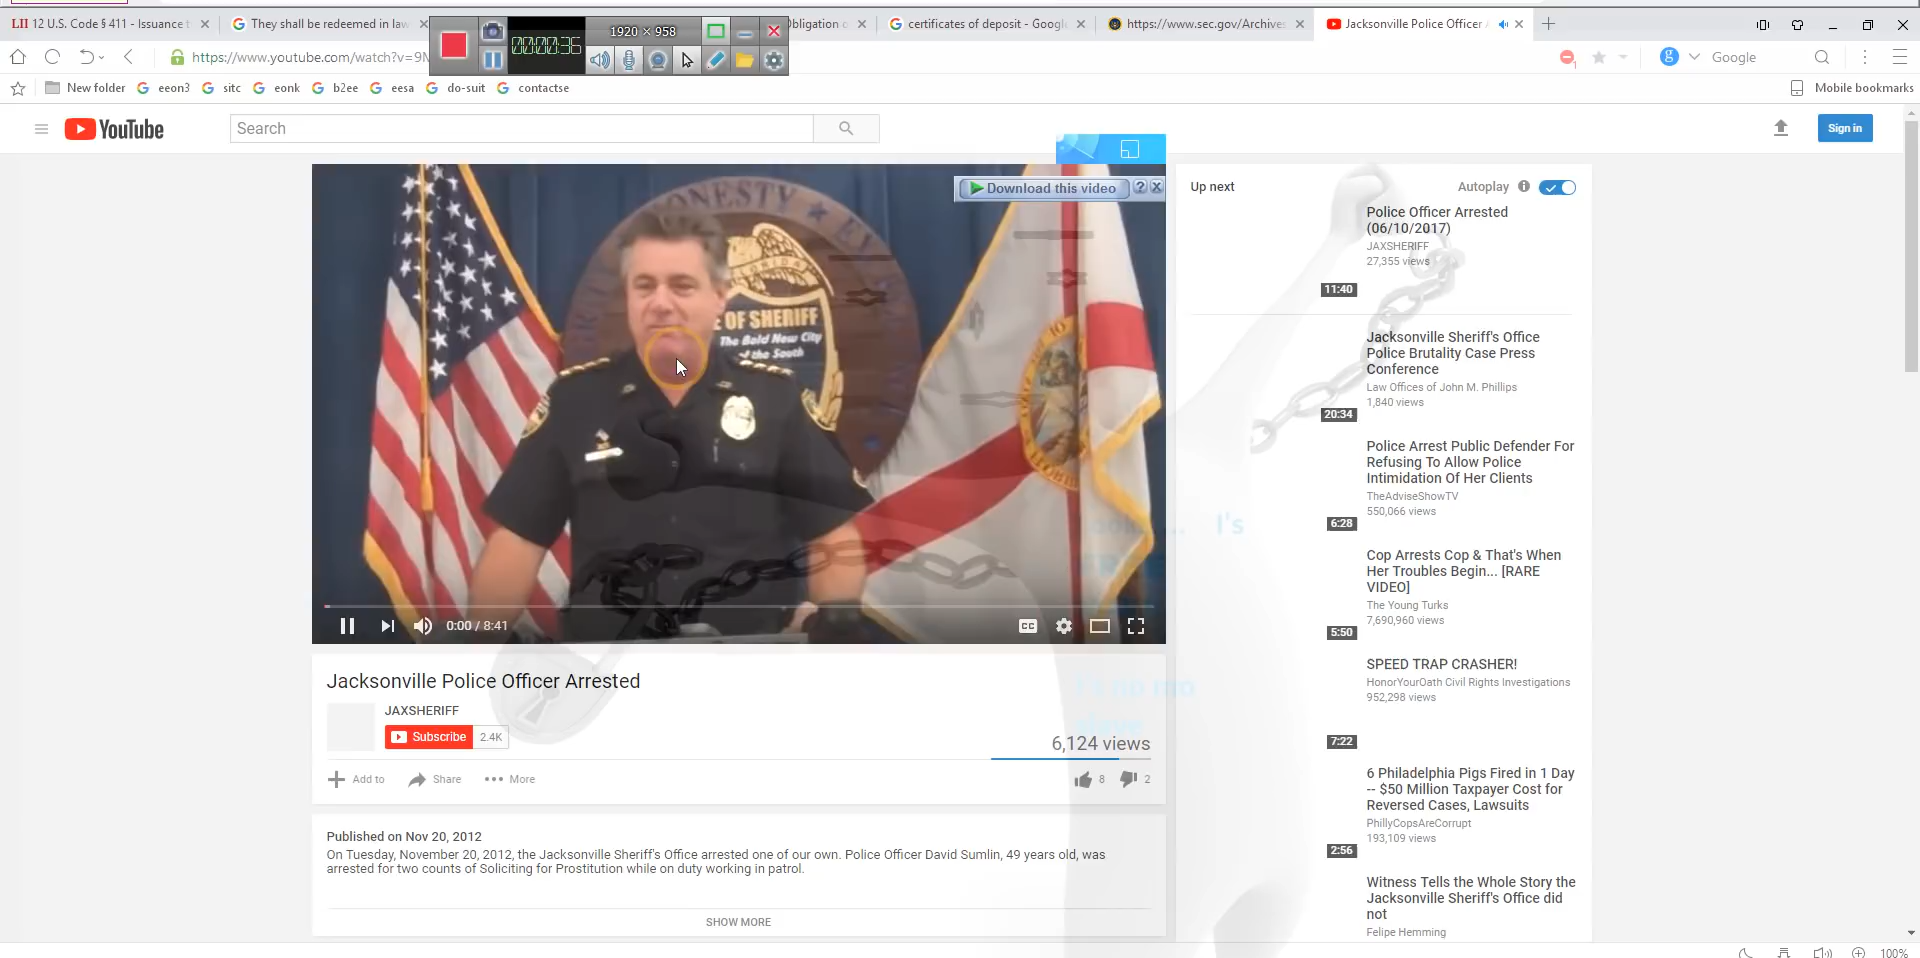 LII 12 U.S. Code § 411 - Issuance t
They shall be redeemed in law
Obligation o
certificates of deposit - Google
https://www.sec.gov/Archives
Jacksonville Police Officer A
00:00:36
1920 × 958
https://www.youtube.com/watch?v=9M
g Google
New folder
eeon3
sitc
eonk
b2ee
eesa
do-suit
contactse
Mobile bookmarks
YouTube
Search
Sign in
Download this video ?
ONESTY ★
FLORIDA
E OF SHERIFF
The Bold New City
of the South
0:00 / 8:41
CC
Jacksonville Police Officer Arrested
JAXSHERIFF
Subscribe 2.4K
6,124 views
Add to
Share
More
8
2
Published on Nov 20, 2012
On Tuesday, November 20, 2012, the Jacksonville Sheriff's Office arrested one of our own. Police Officer David Sumlin, 49 years old, was
arrested for two counts of Soliciting for Prostitution while on duty working in patrol.
SHOW MORE
Up next
Autoplay
Police Officer Arrested
(06/10/2017)
JAXSHERIFF
27,355 views
11:40
Jacksonville Sheriff's Office
Police Brutality Case Press
Conference
Law Offices of John M. Phillips
1,840 views
20:34
Police Arrest Public Defender For
Refusing To Allow Police
Intimidation Of Her Clients
TheAdviseShowTV
550,066 views
6:28
Cop Arrests Cop & That's When
Her Troubles Begin... [RARE
VIDEO]
The Young Turks
7,690,960 views
5:50
SPEED TRAP CRASHER!
HonorYourOath Civil Rights Investigations
952,298 views
7:22
6 Philadelphia Pigs Fired in 1 Day
-- $50 Million Taxpayer Cost for
Reversed Cases, Lawsuits
PhillyCopsAreCorrupt
193,109 views
2:56
Witness Tells the Whole Story the
Jacksonville Sheriff's Office did
not
Felipe Hemming
I's
no mo
slave
100%